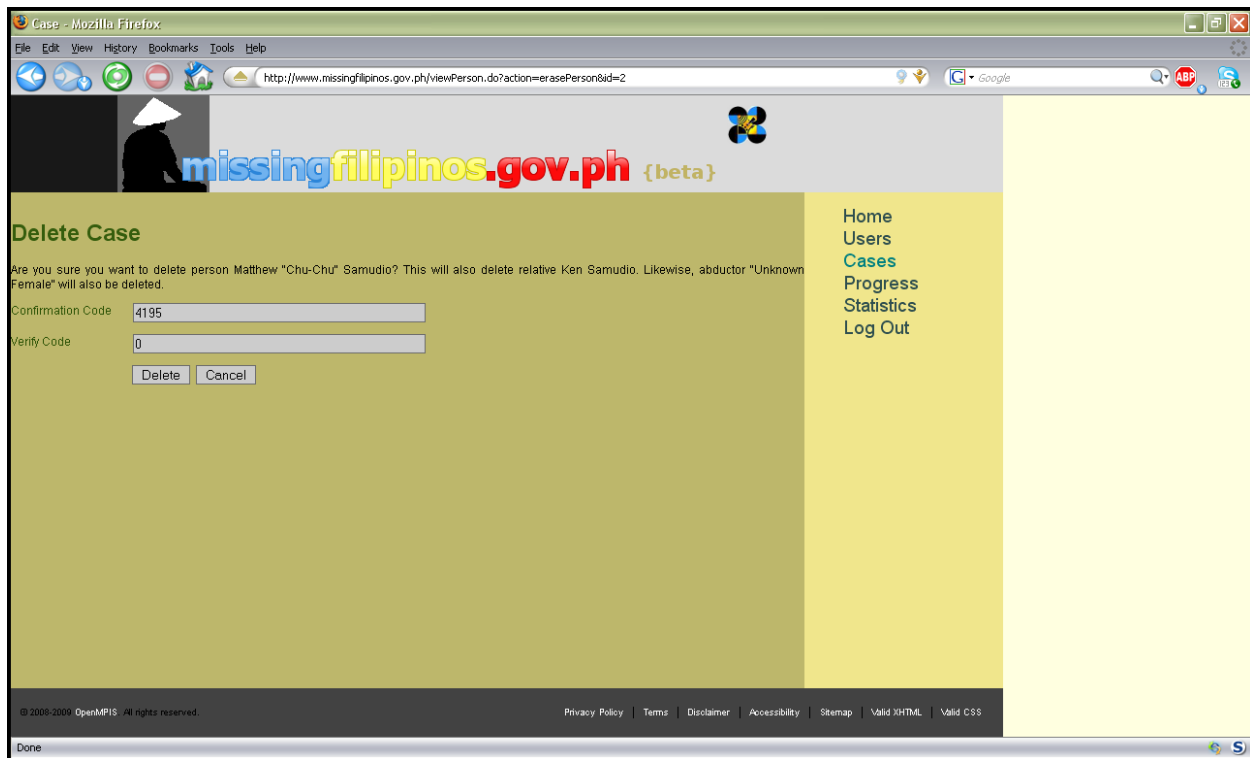 Case - Mozilla Firefox
File Edit View History Bookmarks Tools Help
http://www.missingfilipinos.gov.ph/viewPerson.do?action=erasePerson&id=2
G Google
ABP
123
missingfilipinos.gov.ph {beta}
Delete Case
Are you sure you want to delete person Matthew "Chu-Chu" Samudio? This will also delete relative Ken Samudio. Likewise, abductor "Unknown
Female" will also be deleted.
Confirmation Code 4195
Verify Code 0
Delete Cancel
Home
Users
Cases
Progress
Statistics
Log Out
© 2008-2009 OpenMPIS. All rights reserved.
Privacy Policy | Terms | Disclaimer | Accessibility | Sitemap | Valid XHTML | Valid CSS
Done
S